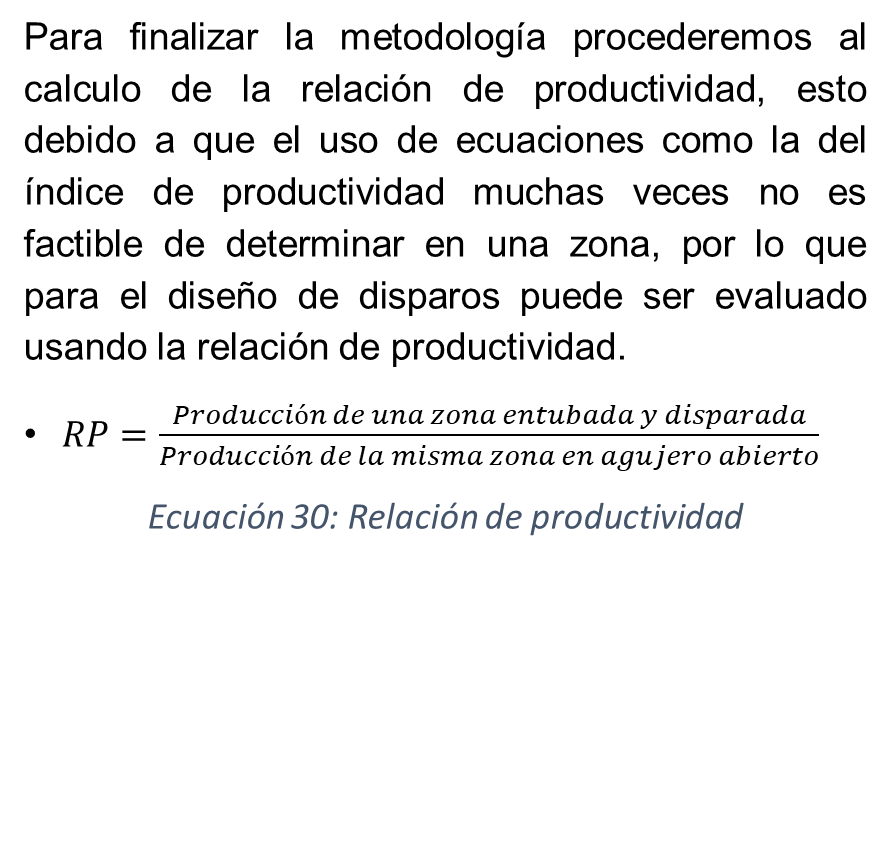 Para finalizar la metodología procederemos al
calculo de la relación de productividad, esto
debido a que el uso de ecuaciones como la del
índice de productividad muchas veces no es
factible de determinar en una zona, por lo que
para el diseño de disparos puede ser evaluado
usando la relación de productividad.
• RP = Producción de una zona entubada y disparada
Producción de la misma zona en agujero abierto
Ecuación 30: Relación de productividad